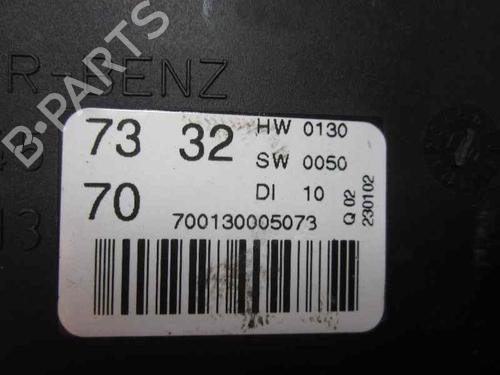 B-PARTS
R-BENZ
73 32 HW 0130
SW 0050
70 DI 10
700130005073
Q 02
230102